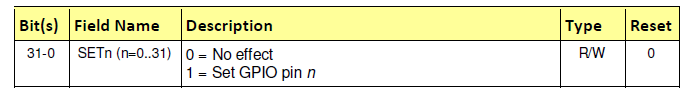 Bit(s) Field Name Description Type Reset
31-0 SETn (n=0..31) 0 = No effect R/W 0
1 = Set GPIO pin n